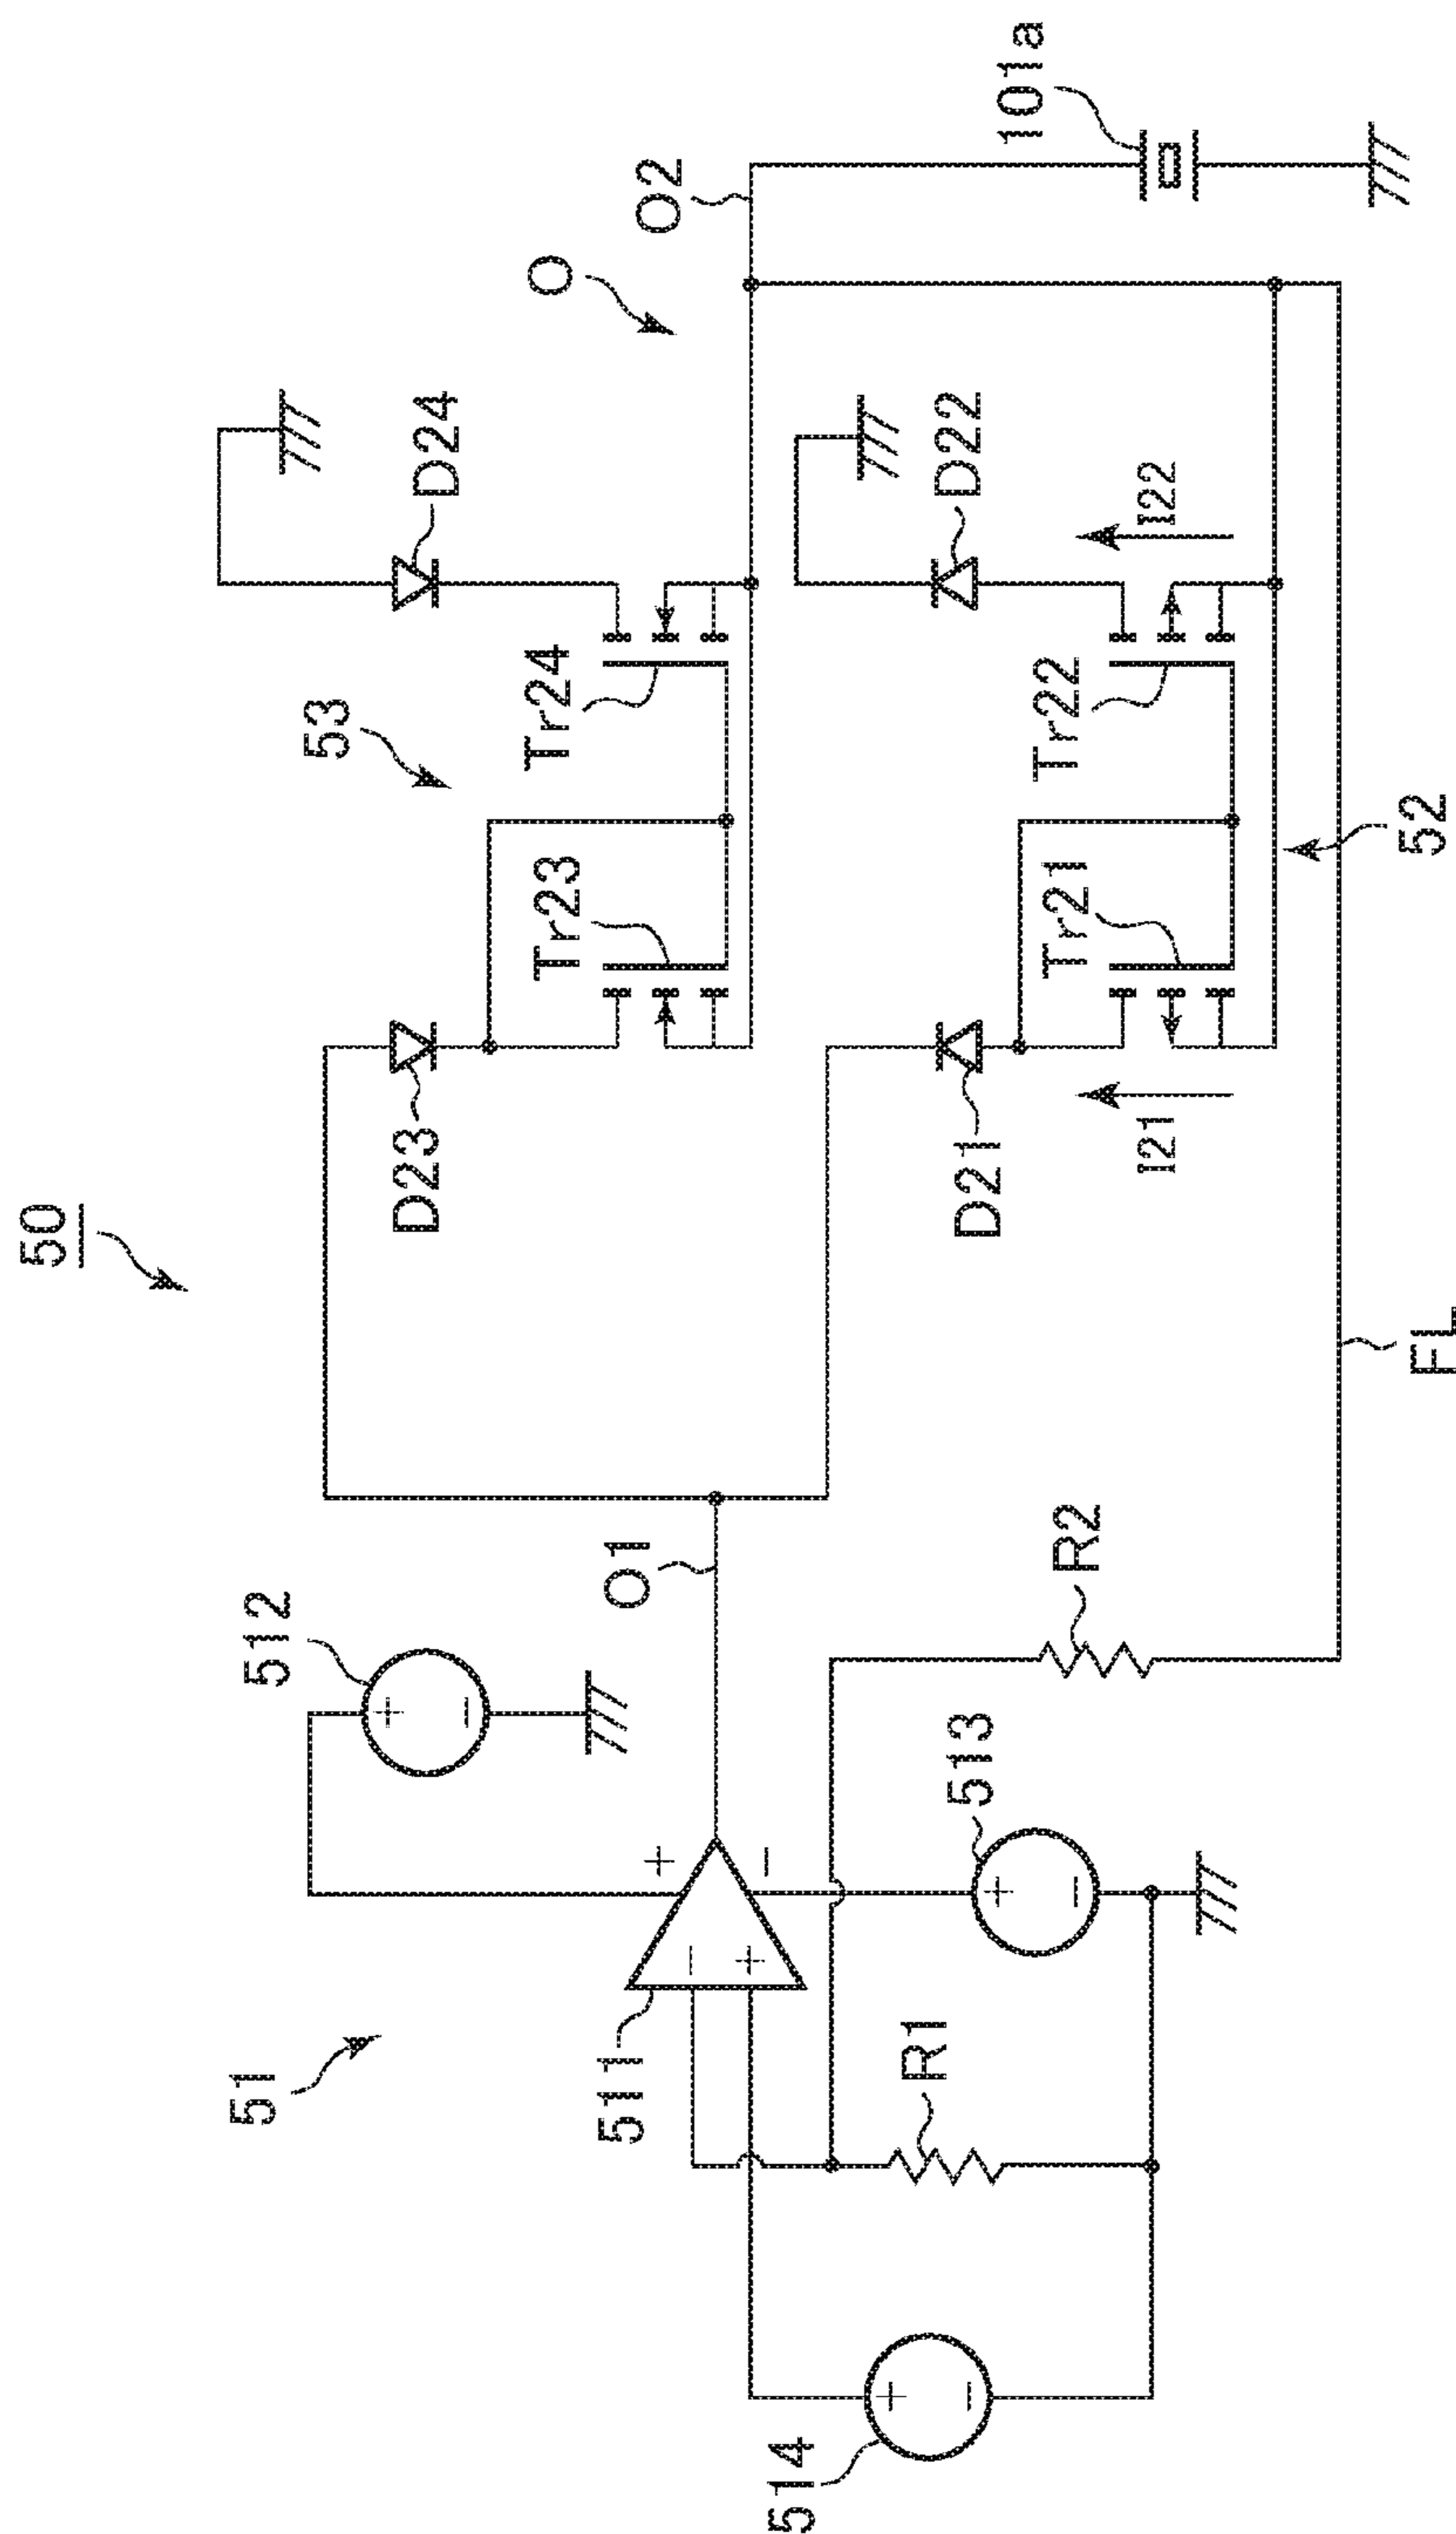 50
51
512
511
514
R1
513
R2
O1
D23
53
Tr23
Tr24
D24
O
O2
101a
D21
I21
Tr21
Tr22
D22
I22
52
FL
+
−
+
−
−
+
+
−
+
−